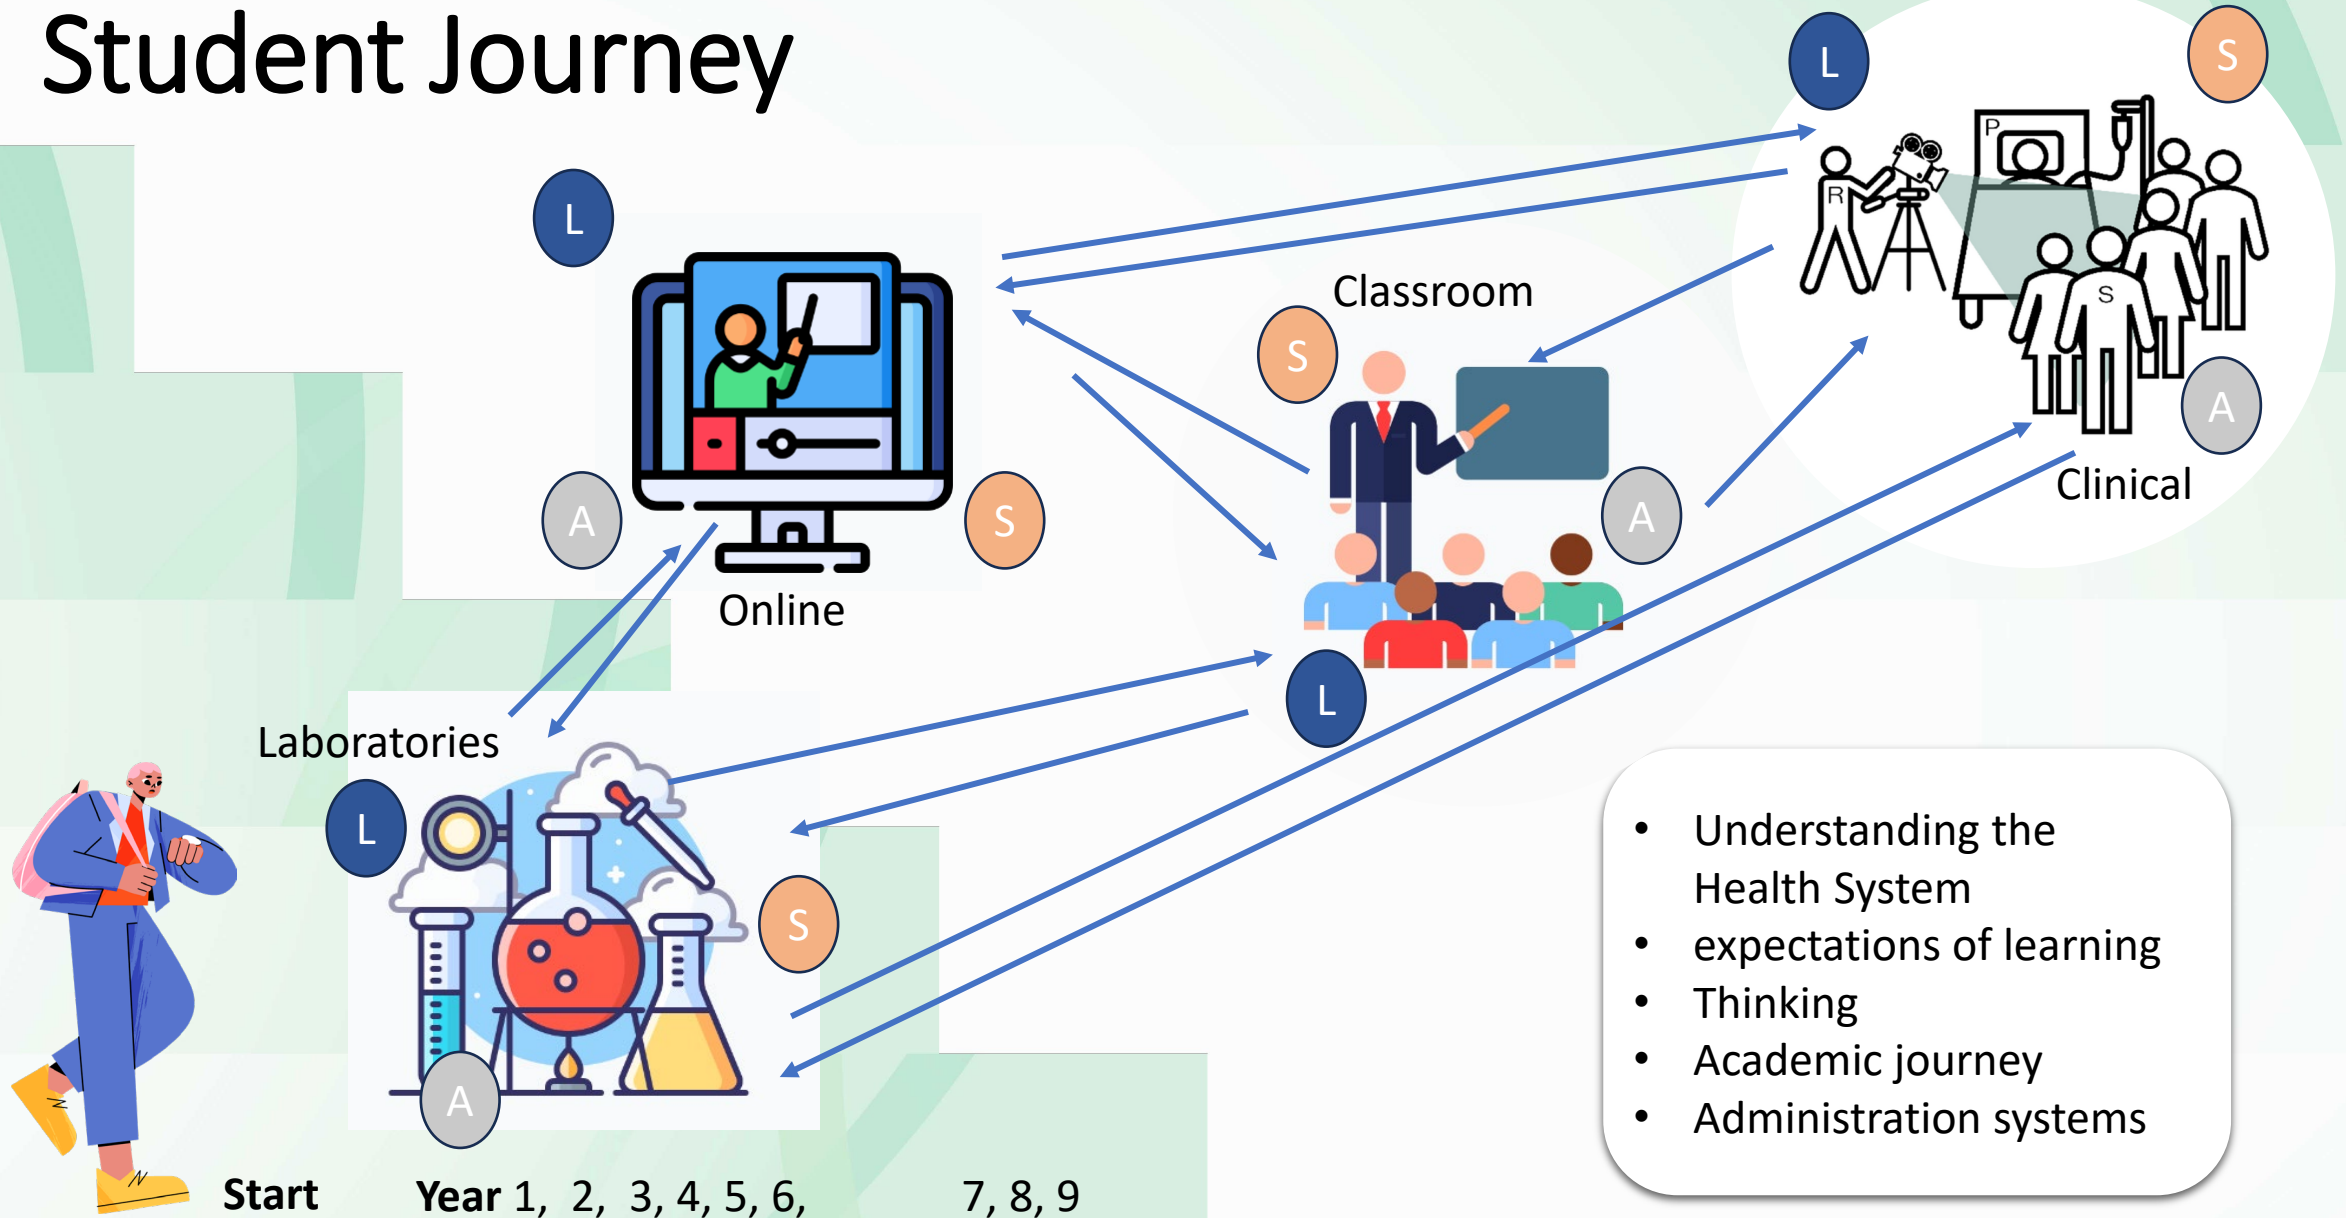 Student Journey
L
S
R
P
S
A
Clinical
L
A
S
Online
Classroom
S
A
L
Laboratories
L
S
A
• Understanding the
Health System
• expectations of learning
• Thinking
• Academic journey
• Administration systems
Start Year 1, 2, 3, 4, 5, 6, 7, 8, 9